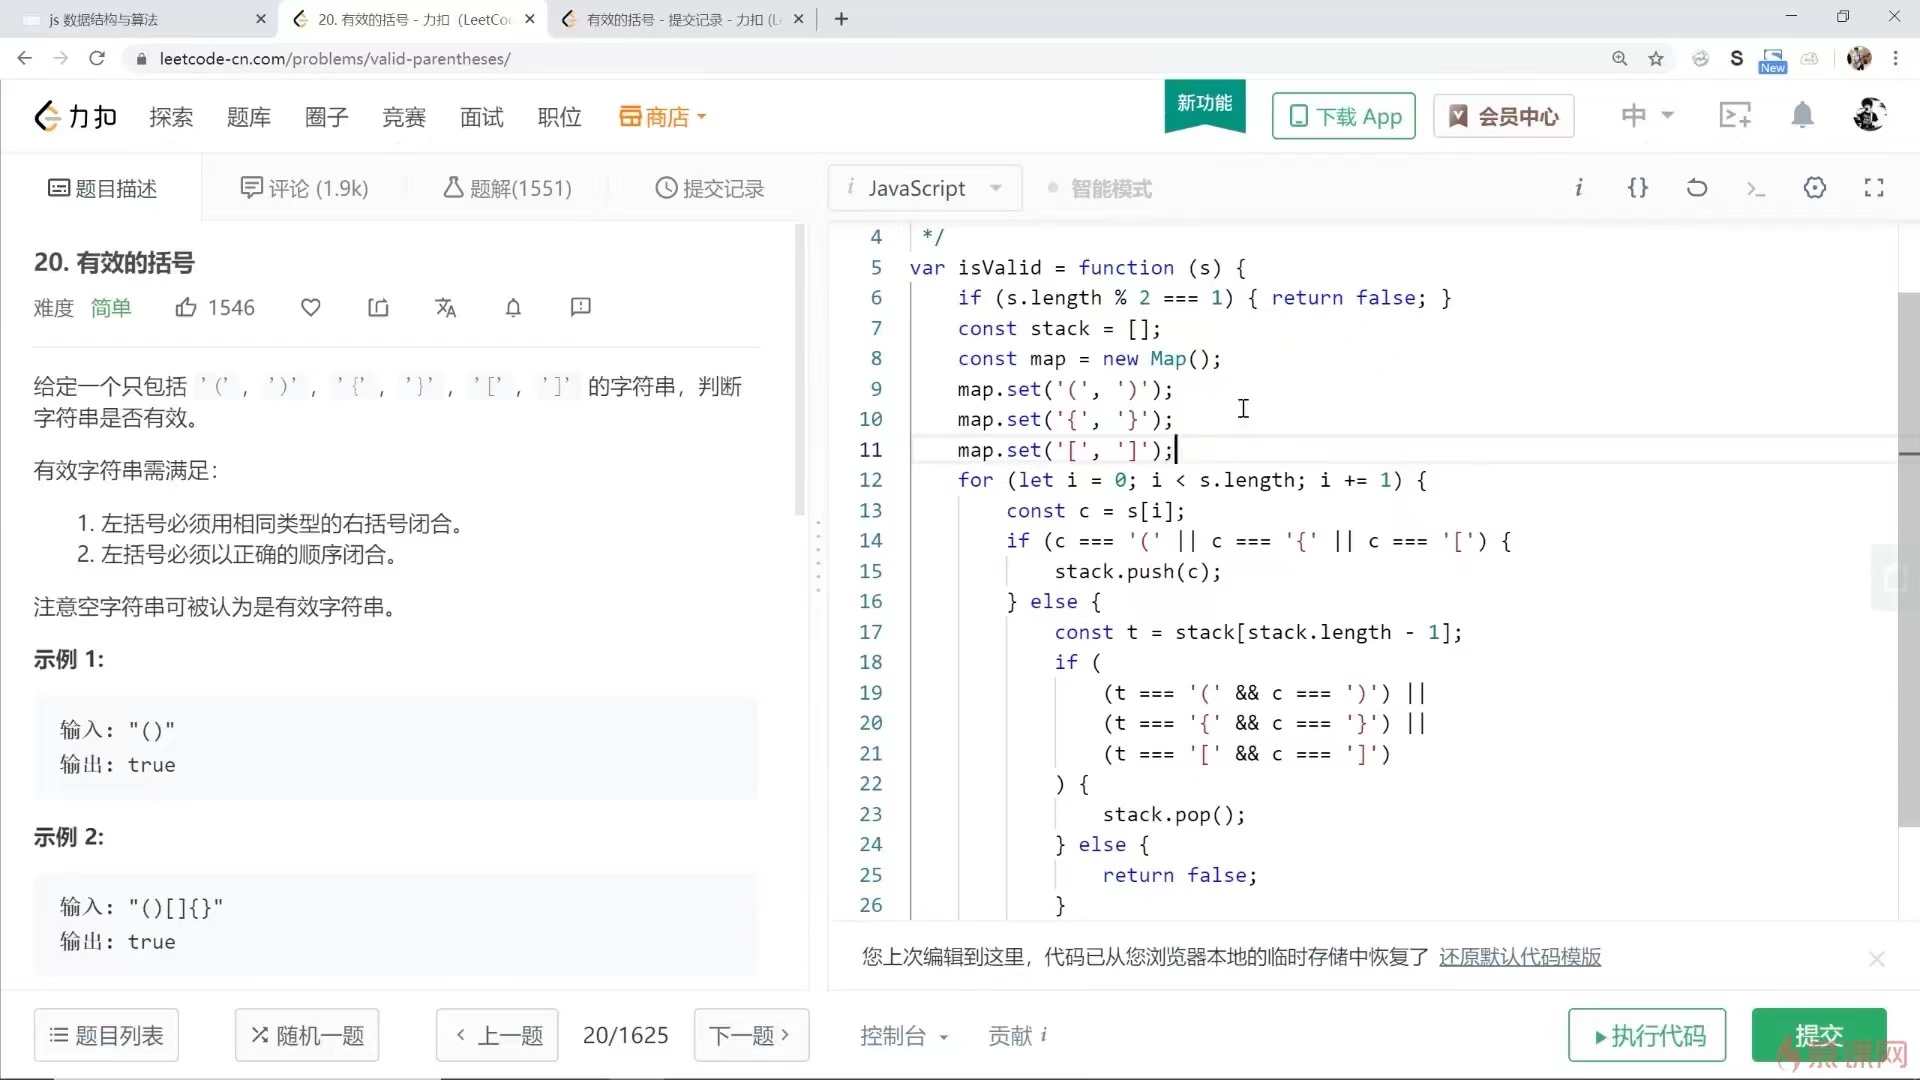 js 数据结构与算法
20. 有效的括号 - 力扣（LeetCo
有效的括号 - 提交记录 - 力扣（Le
leetcode-cn.com/problems/valid-parentheses/
S
New
力扣 探索 题库 圈子 竞赛 面试 职位 商店
新功能
下载 App
会员中心
中
题目描述
评论 (1.9k)
题解(1551)
提交记录
i JavaScript
智能模式
i {} >_
20. 有效的括号
难度 简单 1546
给定一个只包括 '('，')'，'{'，'}'，'['，']' 的字符串，判断
字符串是否有效。
有效字符串需满足：
1. 左括号必须用相同类型的右括号闭合。
2. 左括号必须以正确的顺序闭合。
注意空字符串可被认为是有效字符串。
示例 1:
输入: "()"
输出: true
示例 2:
输入: "()[]{}"
输出: true
4 */
5 var isValid = function (s) {
6 if (s.length % 2 === 1) { return false; }
7 const stack = [];
8 const map = new Map();
9 map.set('(', ')');
10 map.set('{', '}');
11 map.set('[', ']');
12 for (let i = 0; i < s.length; i += 1) {
13 const c = s[i];
14 if (c === '(' || c === '{' || c === '[') {
15 stack.push(c);
16 } else {
17 const t = stack[stack.length - 1];
18 if (
19 (t === '(' && c === ')') ||
20 (t === '{' && c === '}') ||
21 (t === '[' && c === ']')
22 ) {
23 stack.pop();
24 } else {
25 return false;
26 }
您上次编辑到这里，代码已从您浏览器本地的临时存储中恢复了 还原默认代码模版
题目列表
随机一题
上一题
20/1625
下一题
控制台
贡献 i
执行代码
提交
慕课网